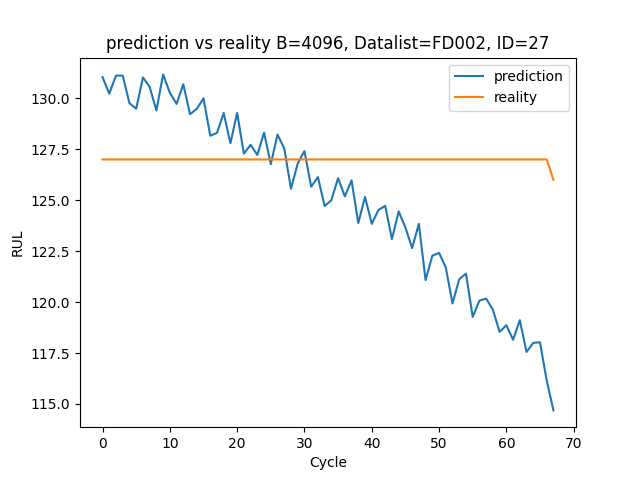 prediction vs reality B=4096, Datalist=FD002, ID=27
prediction
reality
130.0
127.5
125.0
122.5
120.0
117.5
115.0
RUL
0 10 20 30 40 50 60 70
Cycle